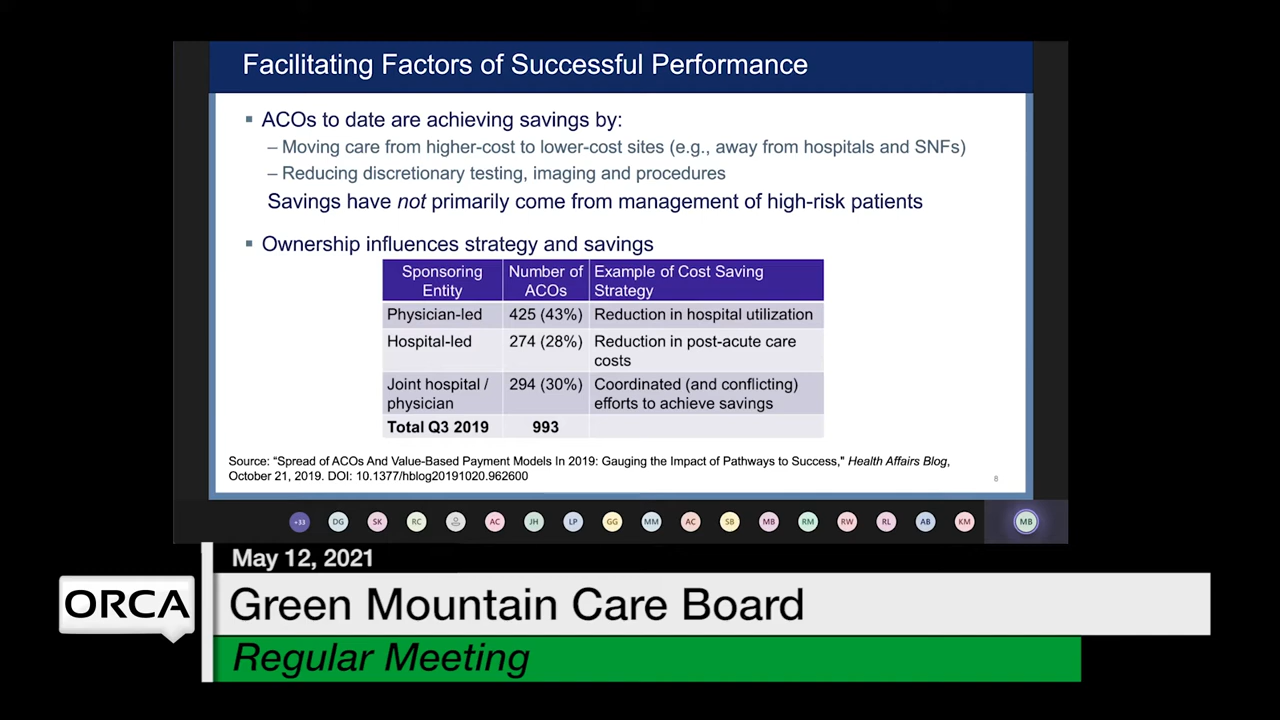 Facilitating Factors of Successful Performance
▪ ACOs to date are achieving savings by:
– Moving care from higher-cost to lower-cost sites (e.g., away from hospitals and SNFs)
– Reducing discretionary testing, imaging and procedures
Savings have not primarily come from management of high-risk patients
▪ Ownership influences strategy and savings
Sponsoring Entity | Number of ACOs | Example of Cost Saving Strategy
Physician-led | 425 (43%) | Reduction in hospital utilization
Hospital-led | 274 (28%) | Reduction in post-acute care costs
Joint hospital / physician | 294 (30%) | Coordinated (and conflicting) efforts to achieve savings
Total Q3 2019 | 993
Source: “Spread of ACOs And Value-Based Payment Models In 2019: Gauging the Impact of Pathways to Success," Health Affairs Blog,
October 21, 2019. DOI: 10.1377/hblog20191020.962600
8
+33 DG SK RC AC JH LP GG MM AC SB MB RM RW RL AB KM MB
May 12, 2021
ORCA
Green Mountain Care Board
Regular Meeting